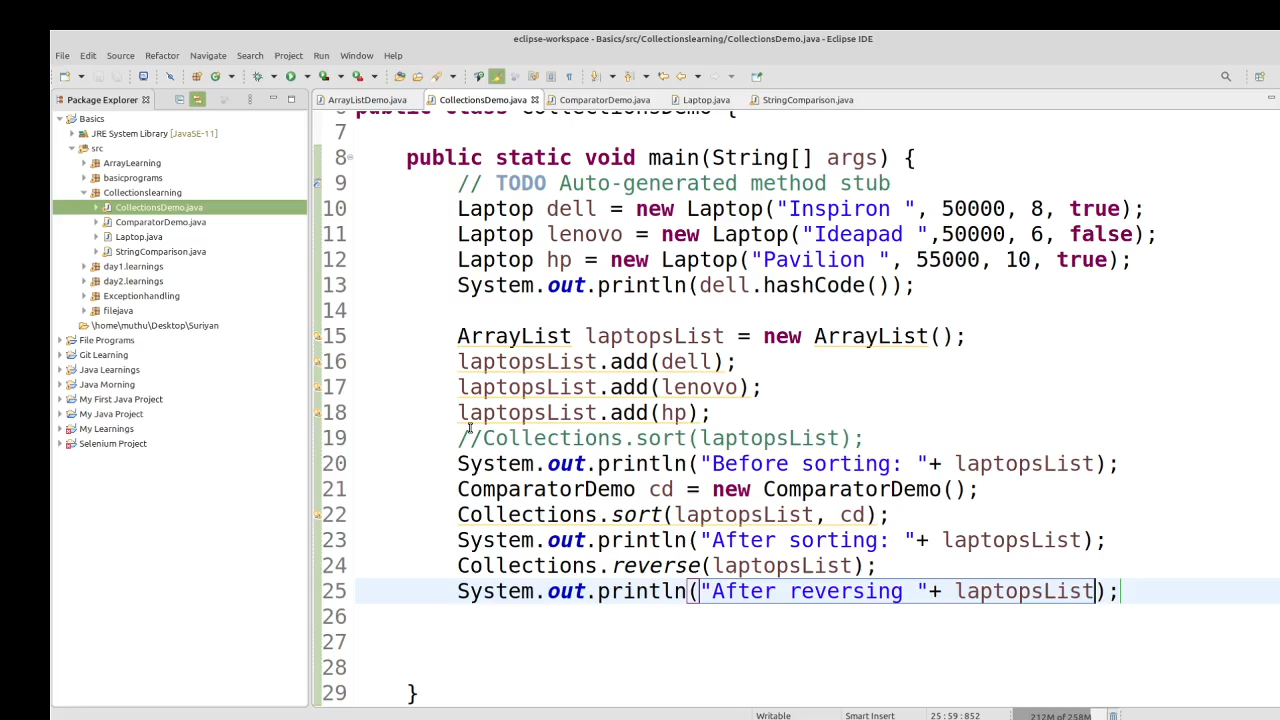 eclipse-workspace - Basics/src/Collectionslearning/CollectionsDemo.java - Eclipse IDE
File Edit Source Refactor Navigate Search Project Run Window Help
Package Explorer
ArrayListDemo.java CollectionsDemo.java ComparatorDemo.java Laptop.java StringComparison.java
Basics
JRE System Library [JavaSE-11]
src
ArrayLearning
basicprograms
Collectionslearning
CollectionsDemo.java
ComparatorDemo.java
Laptop.java
StringComparison.java
day1.learnings
day2.learnings
Exceptionhandling
filejava
\home\muthu\Desktop\Suriyan
File Programs
Git Learning
Java Learnings
Java Morning
My First Java Project
My Java Project
My Learnings
Selenium Project
6 public class CollectionsDemo {
7
8 public static void main(String[] args) {
9 // TODO Auto-generated method stub
10 Laptop dell = new Laptop("Inspiron ", 50000, 8, true);
11 Laptop lenovo = new Laptop("Ideapad ",50000, 6, false);
12 Laptop hp = new Laptop("Pavilion ", 55000, 10, true);
13 System.out.println(dell.hashCode());
14
15 ArrayList laptopsList = new ArrayList();
16 laptopsList.add(dell);
17 laptopsList.add(lenovo);
18 laptopsList.add(hp);
19 //Collections.sort(laptopsList);
20 System.out.println("Before sorting: "+ laptopsList);
21 ComparatorDemo cd = new ComparatorDemo();
22 Collections.sort(laptopsList, cd);
23 System.out.println("After sorting: "+ laptopsList);
24 Collections.reverse(laptopsList);
25 System.out.println("After reversing "+ laptopsList);
26
27
28
29 }
Writable Smart Insert 25 : 59 : 852 212M of 258M